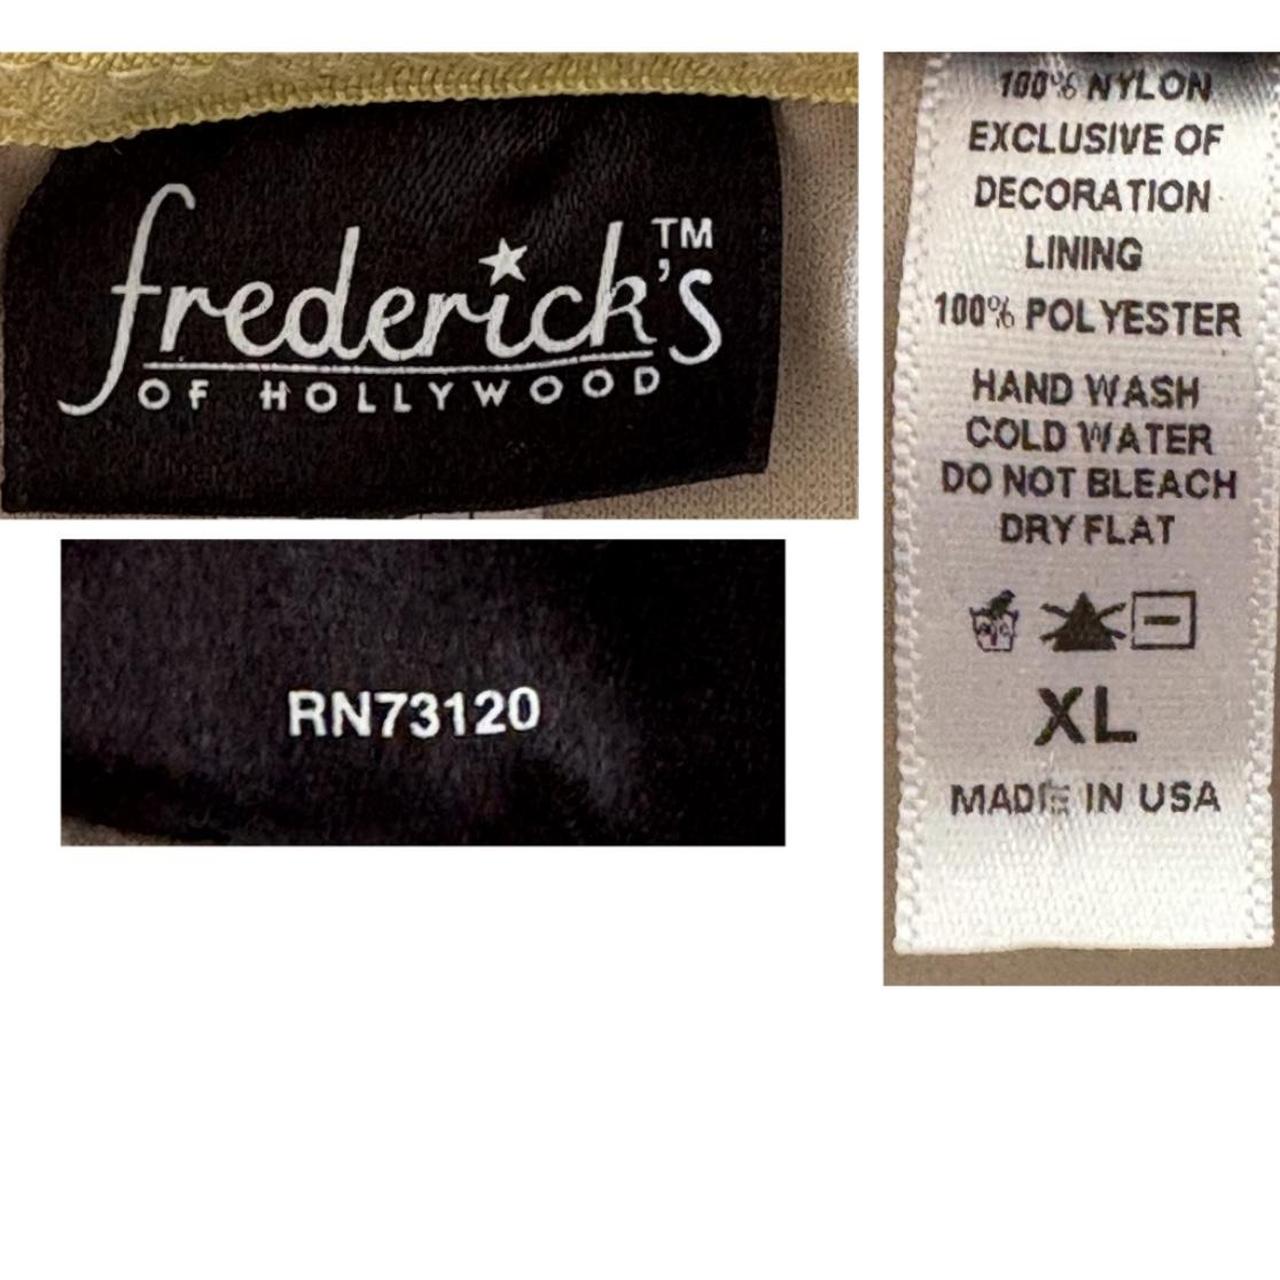 frederick's™
OF HOLLYWOOD
RN73120
100% NYLON
EXCLUSIVE OF
DECORATION
LINING
100% POLYESTER
HAND WASH
COLD WATER
DO NOT BLEACH
DRY FLAT
XL
MADE IN USA